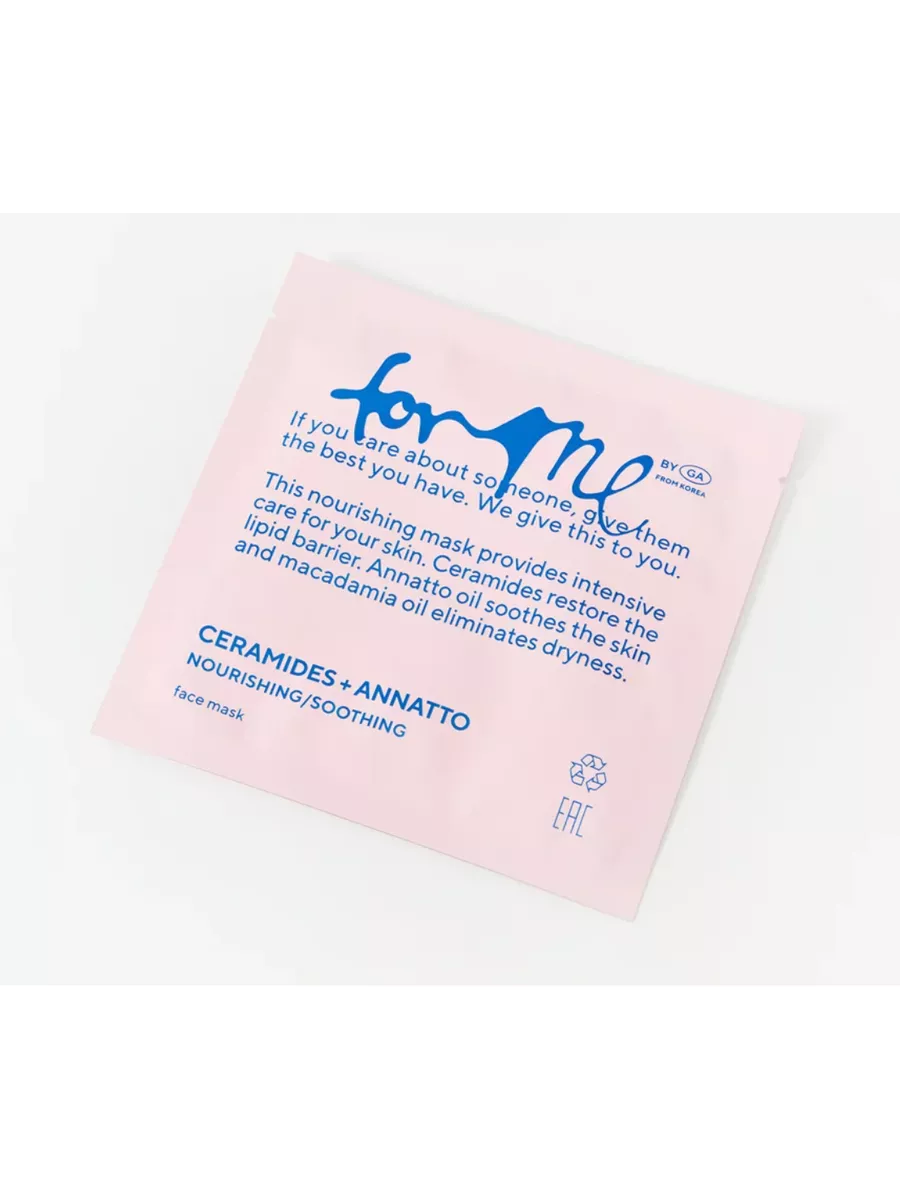 for Me
BY GA
FROM KOREA
If you care about someone, give them
the best you have. We give this to you.
This nourishing mask provides intensive
care for your skin. Ceramides restore the
lipid barrier. Annatto oil soothes the skin
and macadamia oil eliminates dryness.
CERAMIDES + ANNATTO
NOURISHING/SOOTHING
face mask
EAC